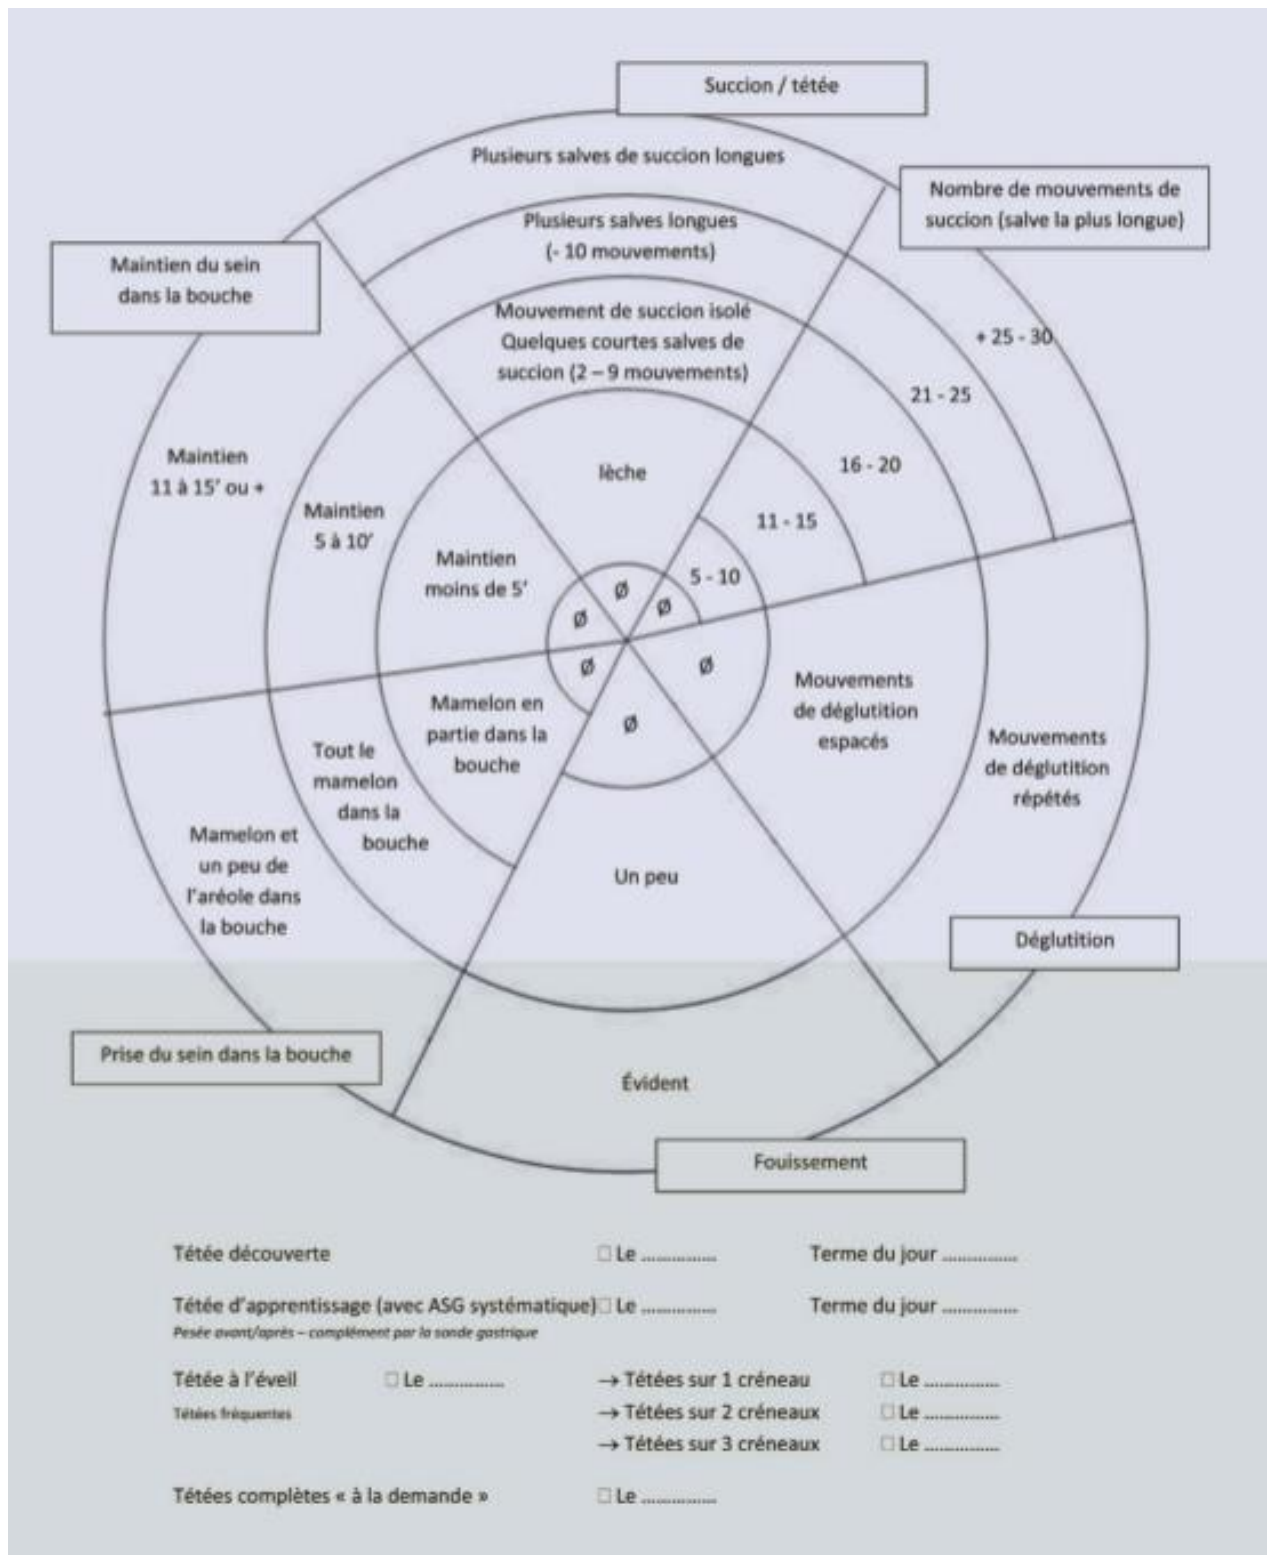 Succion / tétée
Plusieurs salves de succion longues
Nombre de mouvements de
succion (salve la plus longue)
Plusieurs salves longues
(- 10 mouvements)
Maintien du sein
dans la bouche
Mouvement de succion isolé
Quelques courtes salves de
succion (2 – 9 mouvements)
+ 25 - 30
21 - 25
16 - 20
11 - 15
5 - 10
Ø
lèche
Ø
Maintien
11 à 15' ou +
Maintien
5 à 10'
Maintien
moins de 5'
Ø
Ø
Mamelon en
partie dans la
bouche
Tout le
mamelon
dans la
bouche
Mamelon et
un peu de
l'aréole dans
la bouche
Ø
Mouvements
de déglutition
espacés
Mouvements
de déglutition
répétés
Ø
Un peu
Déglutition
Prise du sein dans la bouche
Évident
Fouissement
Tétée découverte □ Le ............... Terme du jour ...............
Tétée d'apprentissage (avec ASG systématique) □ Le ............... Terme du jour ...............
Pesée avant/après – complément par la sonde gastrique
Tétée à l'éveil □ Le ............... → Tétées sur 1 créneau □ Le ...............
Tétées fréquentes → Tétées sur 2 créneaux □ Le ...............
→ Tétées sur 3 créneaux □ Le ...............
Tétées complètes « à la demande » □ Le ...............